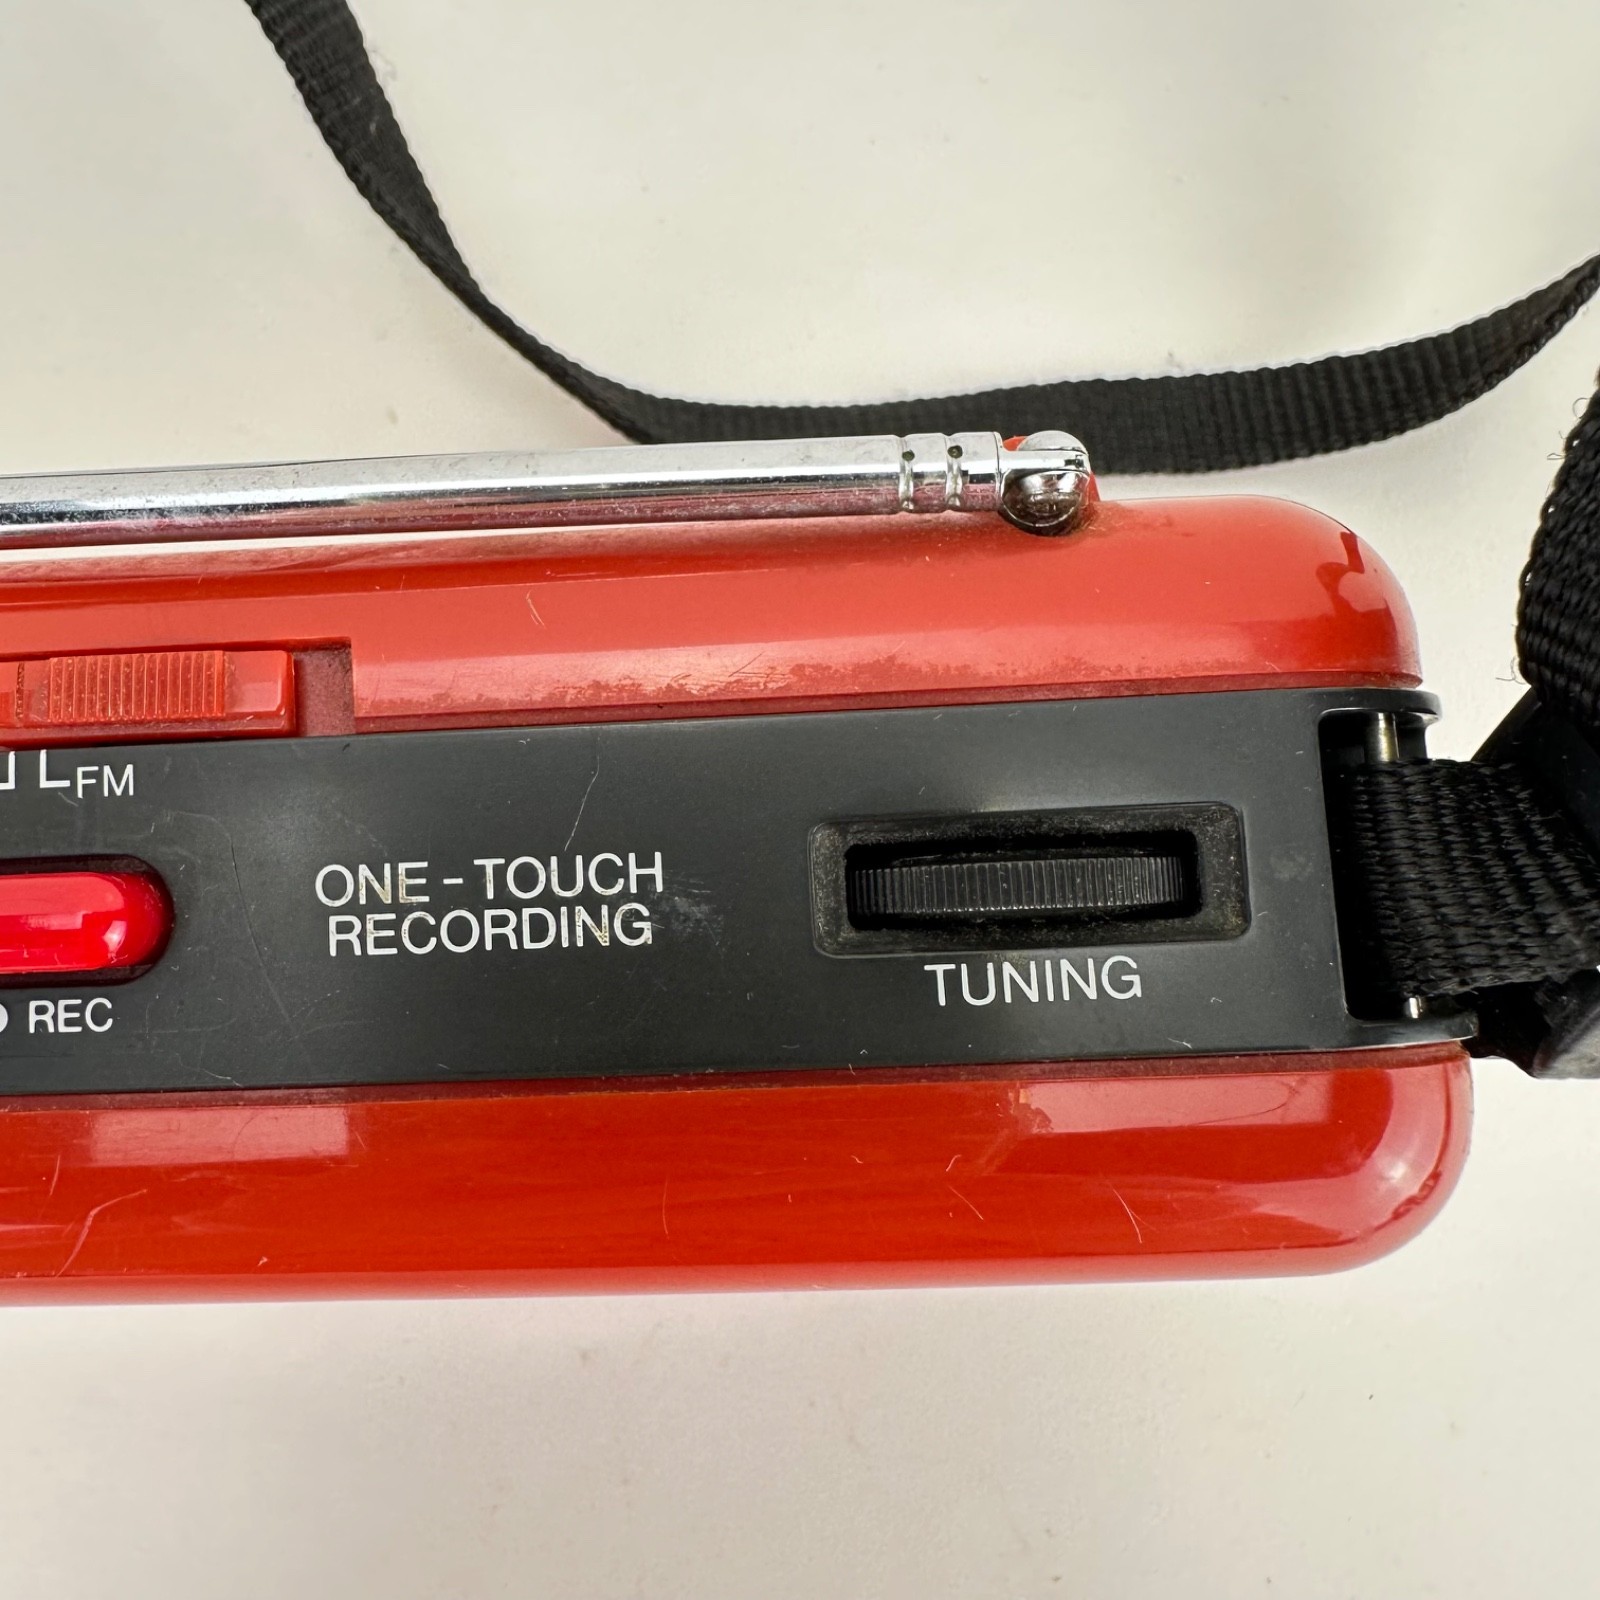 FM
ONE-TOUCH
RECORDING
REC
TUNING